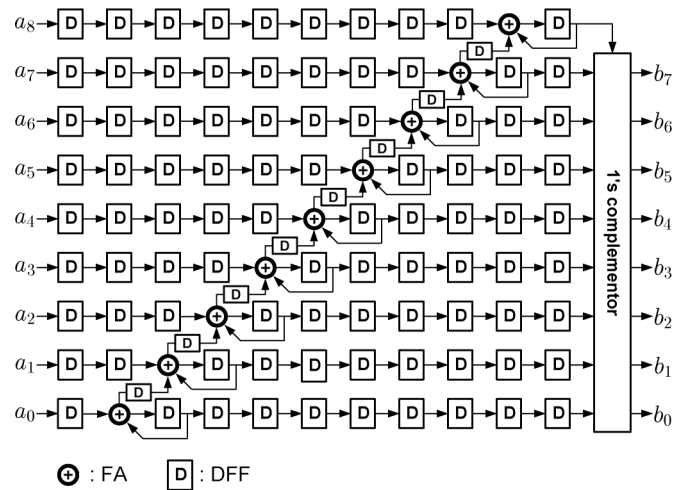 a8 D D D D D D D D D + D
D
a7 D D D D D D D D + D D b7
D
a6 D D D D D D D + D D D b6
D
a5 D D D D D D + D D D D b5
D
a4 D D D D D + D D D D D b4
D
a3 D D D D + D D D D D D b3
D
a2 D D D + D D D D D D D b2
D
a1 D D + D D D D D D D D b1
D
a0 D + D D D D D D D D D b0
1's complementor
+ : FA D : DFF